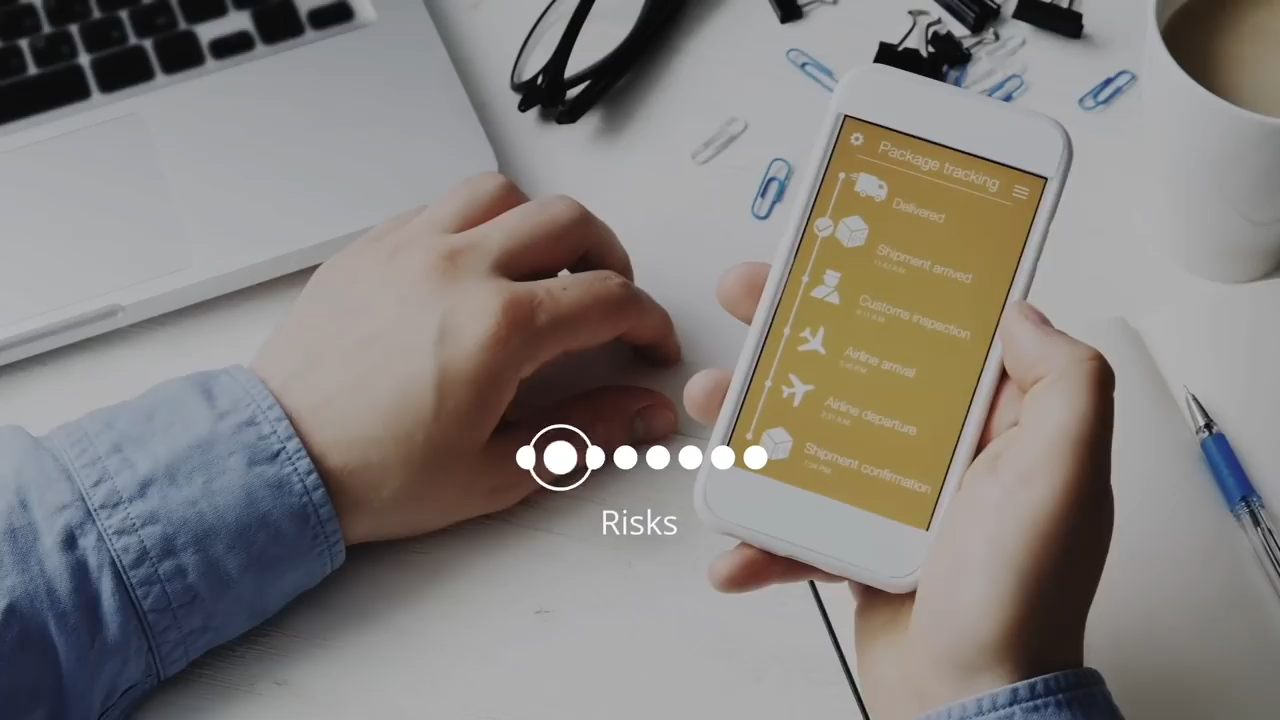 Package tracking
Delivered
Shipment arrived
Customs inspection
Airline arrival
Airline departure
Shipment confirmation
Risks